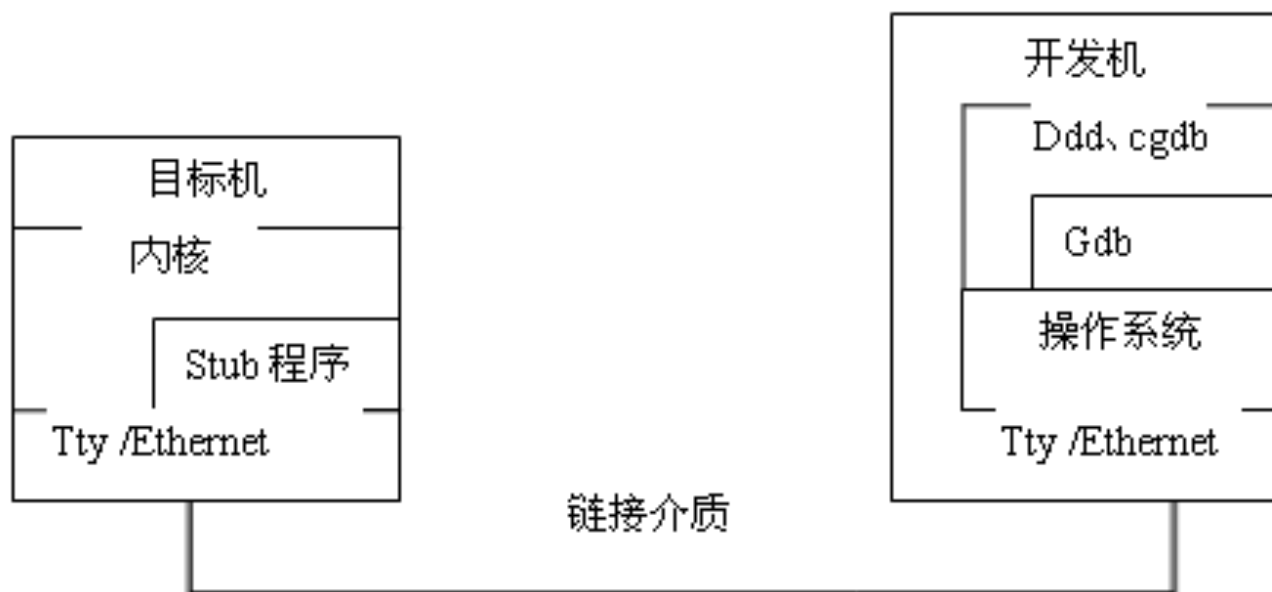 目标机
内核
Stub 程序
Tty /Ethernet
链接介质
开发机
Ddd、cgdb
Gdb
操作系统
Tty /Ethernet